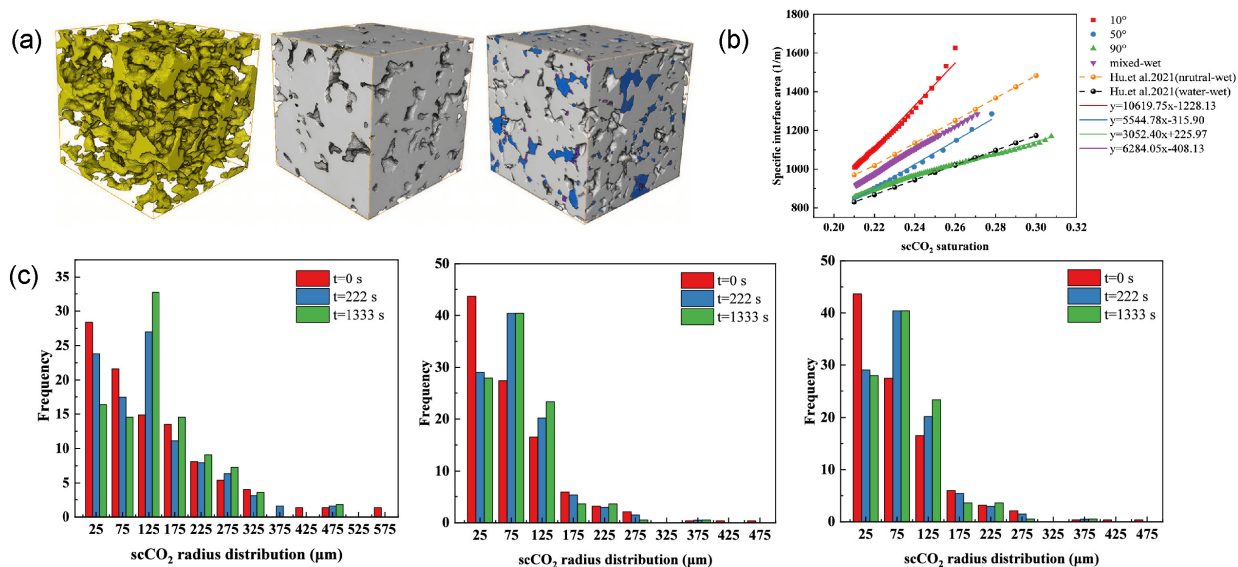 (a)
(b)
1800
1600
1400
1200
1000
800
Specific interface area (1/m)
0.20 0.22 0.24 0.26 0.28 0.30 0.32
scCO₂ saturation
10°
50°
90°
mixed-wet
Hu.et al.2021(nrutral-wet)
Hu.et al.2021(water-wet)
y=10619.75x-1228.13
y=5544.78x-315.90
y=3052.40x+225.97
y=6284.05x-408.13
(c)
35
30
25
20
15
10
5
0
Frequency
t=0 s
t=222 s
t=1333 s
25 75 125 175 225 275 325 375 425 475 525 575
scCO₂ radius distribution (μm)
50
40
30
20
10
0
Frequency
t=0 s
t=222 s
t=1333 s
25 75 125 175 225 275 325 375 425 475
scCO₂ radius distribution (μm)
50
40
30
20
10
0
Frequency
t=0 s
t=222 s
t=1333 s
25 75 125 175 225 275 325 375 425 475
scCO₂ radius distribution (μm)